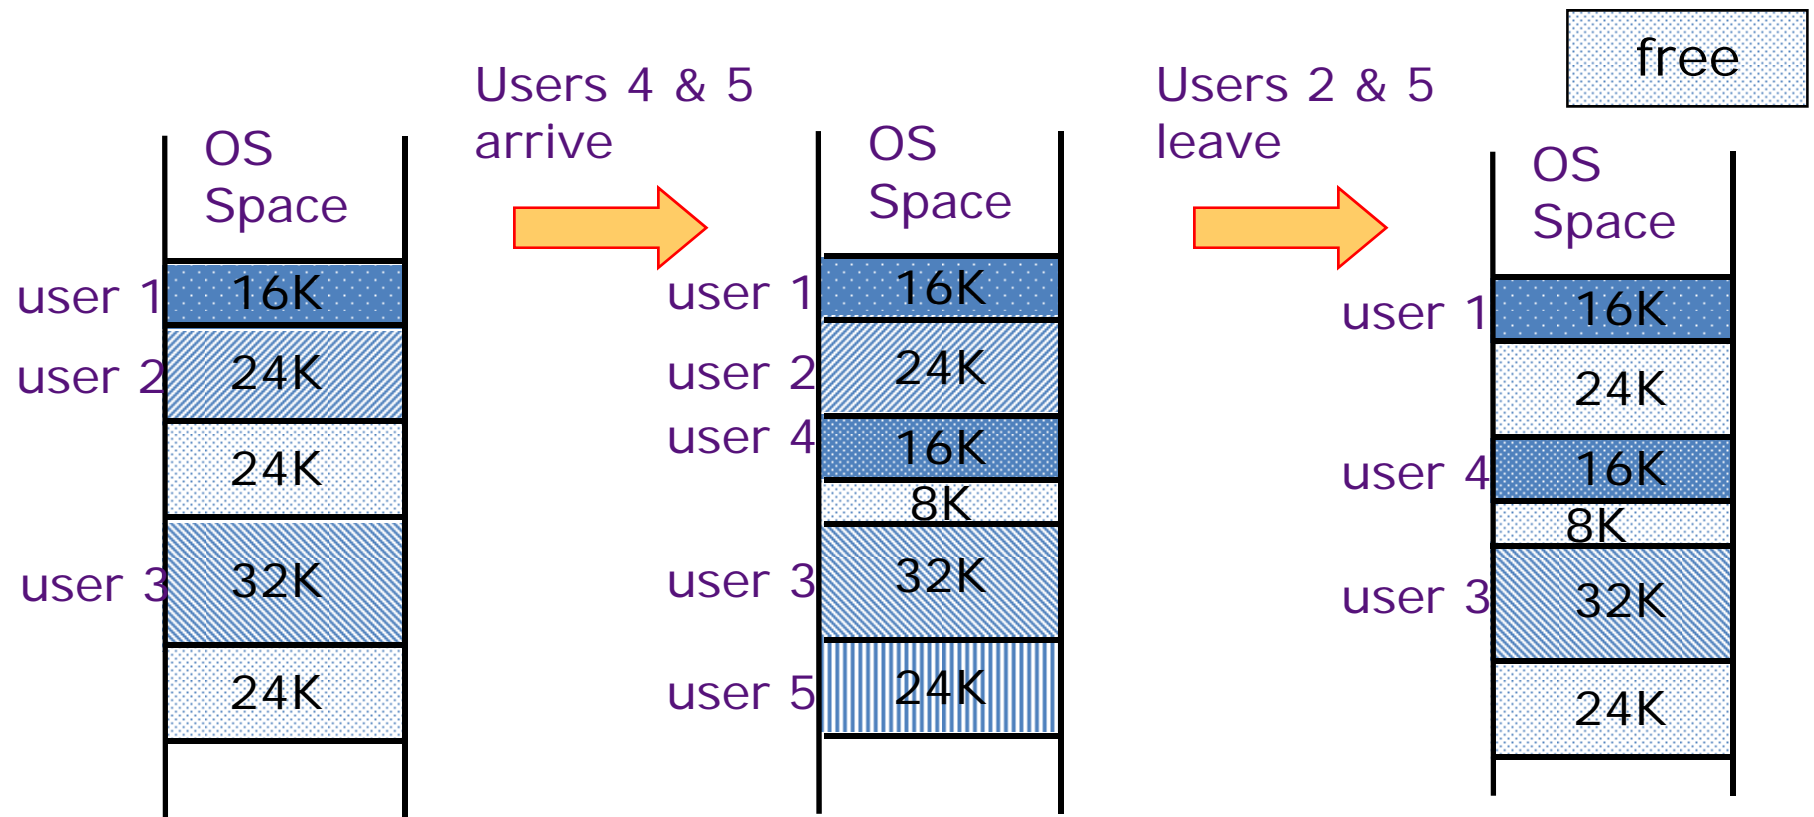 free
Users 4 & 5
arrive
Users 2 & 5
leave
OS
Space
user 1
16K
user 2
24K
24K
user 3
32K
24K
OS
Space
user 1
16K
user 2
24K
user 4
16K
8K
user 3
32K
user 5
24K
OS
Space
user 1
16K
24K
user 4
16K
8K
user 3
32K
24K